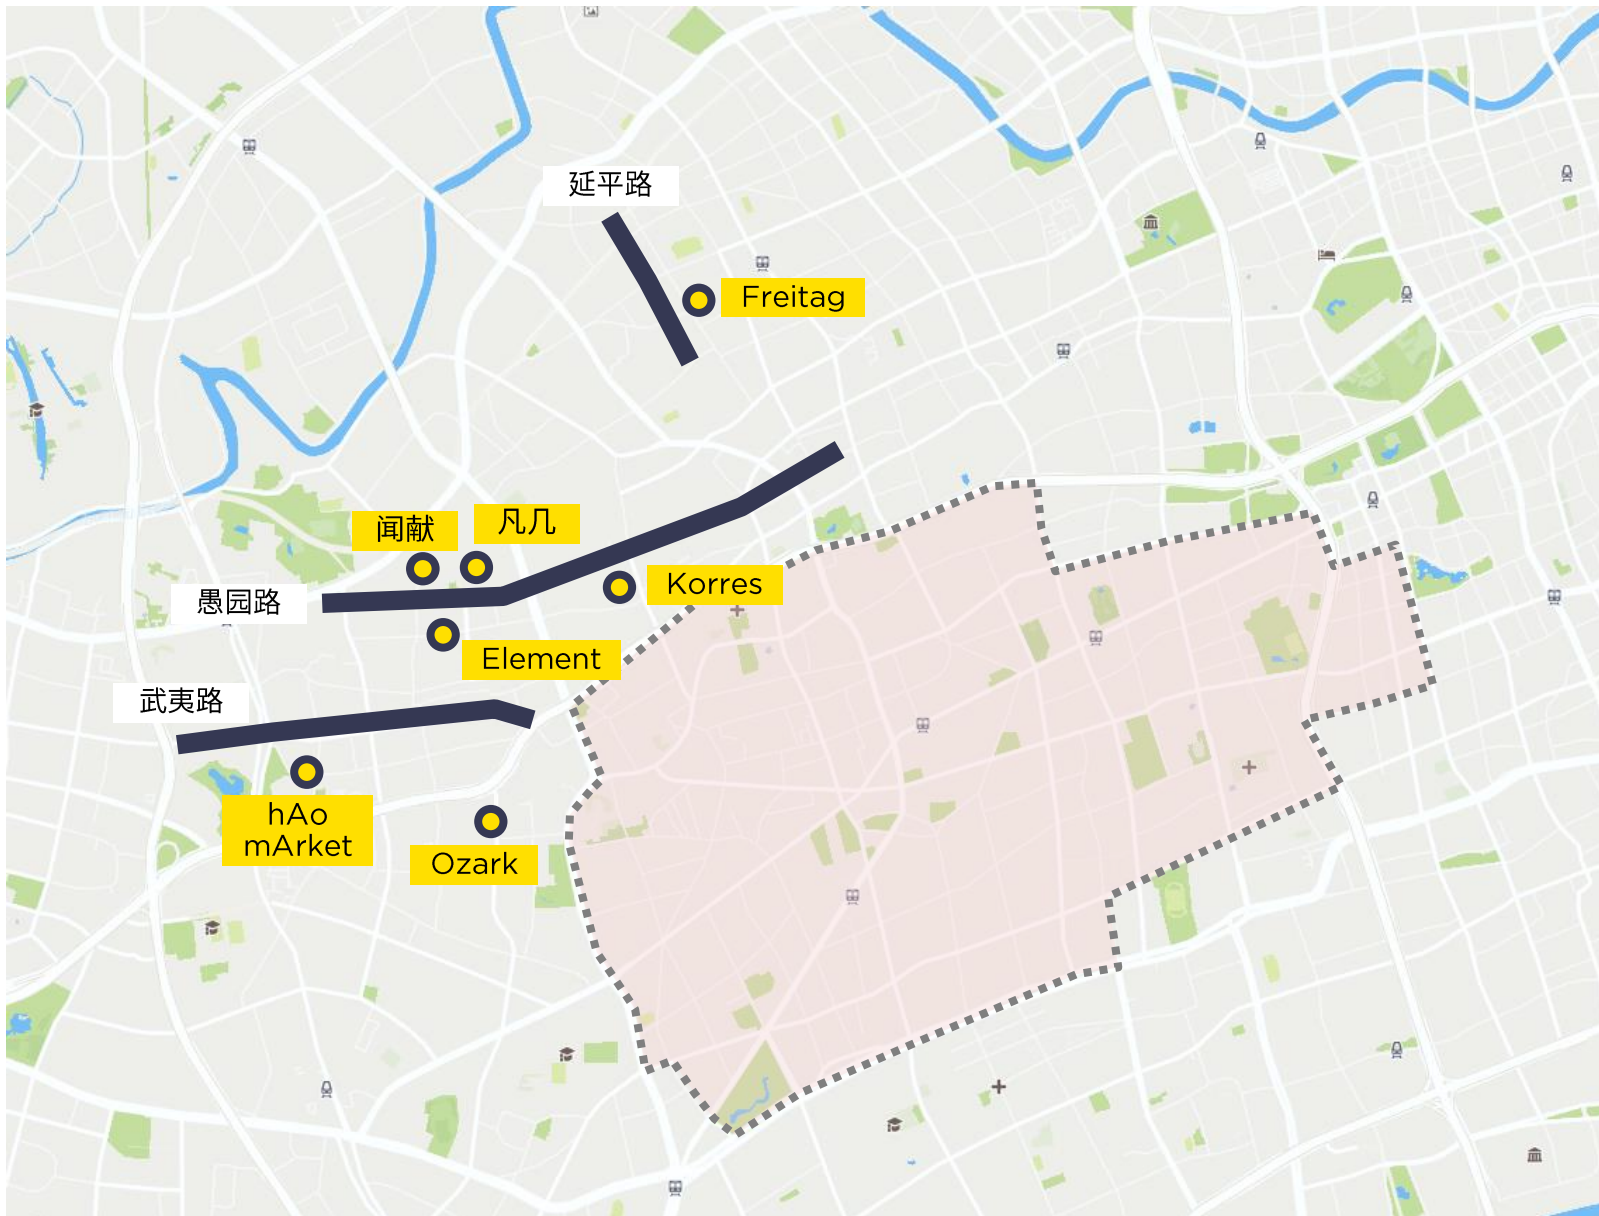 延平路
Freitag
闻献
凡几
Korres
愚园路
Element
武夷路
hAo
mArket
Ozark